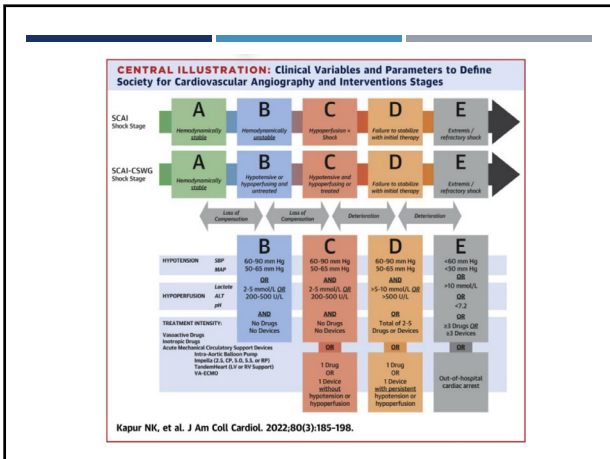 CENTRAL ILLUSTRATION: Clinical Variables and Parameters to Define
Society for Cardiovascular Angiography and Interventions Stages
SCAI
Shock Stage
A
Hemodynamically
stable
B
Hemodynamically
unstable
C
Hypoperfusion +
Shock
D
Failure to stabilize
with initial therapy
E
Extremis /
refractory shock
SCAI-CSWG
Shock Stage
A
Hemodynamically
stable
B
Hypotensive or
hypoperfusing and
untreated
C
Hypotensive and
hypoperfusing or
treated
D
Failure to stabilize
with initial therapy
E
Extremis /
refractory shock
Loss of
Compensation
Loss of
Compensation
Deterioration
Deterioration
B
C
D
E
HYPOTENSION SBP
MAP
60-90 mm Hg
50-65 mm Hg
60-90 mm Hg
50-65 mm Hg
60-90 mm Hg
50-65 mm Hg
<60 mm Hg
<50 mm Hg
OR
AND
AND
OR
HYPOPERFUSION Lactate
ALT
pH
2-5 mmol/L OR
200-500 U/L
2-5 mmol/L OR
200-500 U/L
>5-10 mmol/L OR
>500 U/L
>10 mmol/L
OR
<7.2
AND
AND
AND
OR
TREATMENT INTENSITY:
Vasoactive Drugs
Inotropic Drugs
Acute Mechanical Circulatory Support Devices
Intra-Aortic Balloon Pump
Impella (2.5, CP, 5.0, 5.5, or RP)
TandemHeart (LV or RV Support)
VA-ECMO
No Drugs
No Devices
No Drugs
No Devices
Total of 2-5
Drugs or Devices
≥3 Drugs OR
≥3 Devices
OR
OR
OR
1 Drug
OR
1 Device
without
hypotension or
hypoperfusion
1 Drug
OR
1 Device
with persistent
hypotension or
hypoperfusion
Out-of-hospital
cardiac arrest
Kapur NK, et al. J Am Coll Cardiol. 2022;80(3):185-198.